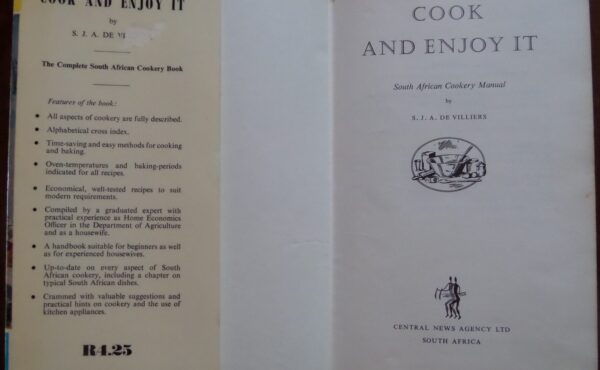 COOK AND ENJOY IT
by
S. J. A. DE VI
The Complete South African Cookery Book
Features of the book:
All aspects of cookery are fully described.
Alphabetical cross index.
Time-saving and easy methods for cooking
and baking.
Oven-temperatures and baking-periods
indicated for all recipes.
Economical, well-tested recipes to suit
modern requirements.
Compiled by a graduated expert with
practical experience as Home Economics
Officer in the Department of Agriculture
and as a housewife.
A handbook suitable for beginners as well
as for experienced housewives.
Up-to-date on every aspect of South
African cookery, including a chapter on
typical South African dishes.
Crammed with valuable suggestions and
practical hints on cookery and the use of
kitchen appliances.
R4.25
COOK
AND ENJOY IT
South African Cookery Manual
by
S. J. A. DE VILLIERS
CENTRAL NEWS AGENCY LTD
SOUTH AFRICA